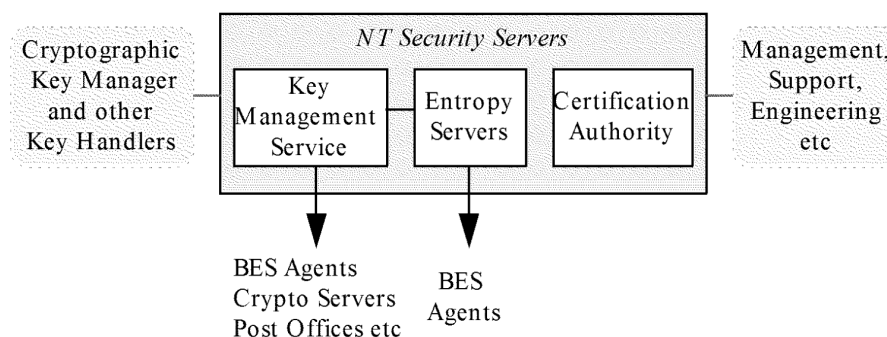 NT Security Servers
Cryptographic
Key Manager
and other
Key Handlers
Key
Management
Service
Entropy
Servers
Certification
Authority
Management,
Support,
Engineering
etc
BES Agents
Crypto Servers
Post Offices etc
BES
Agents